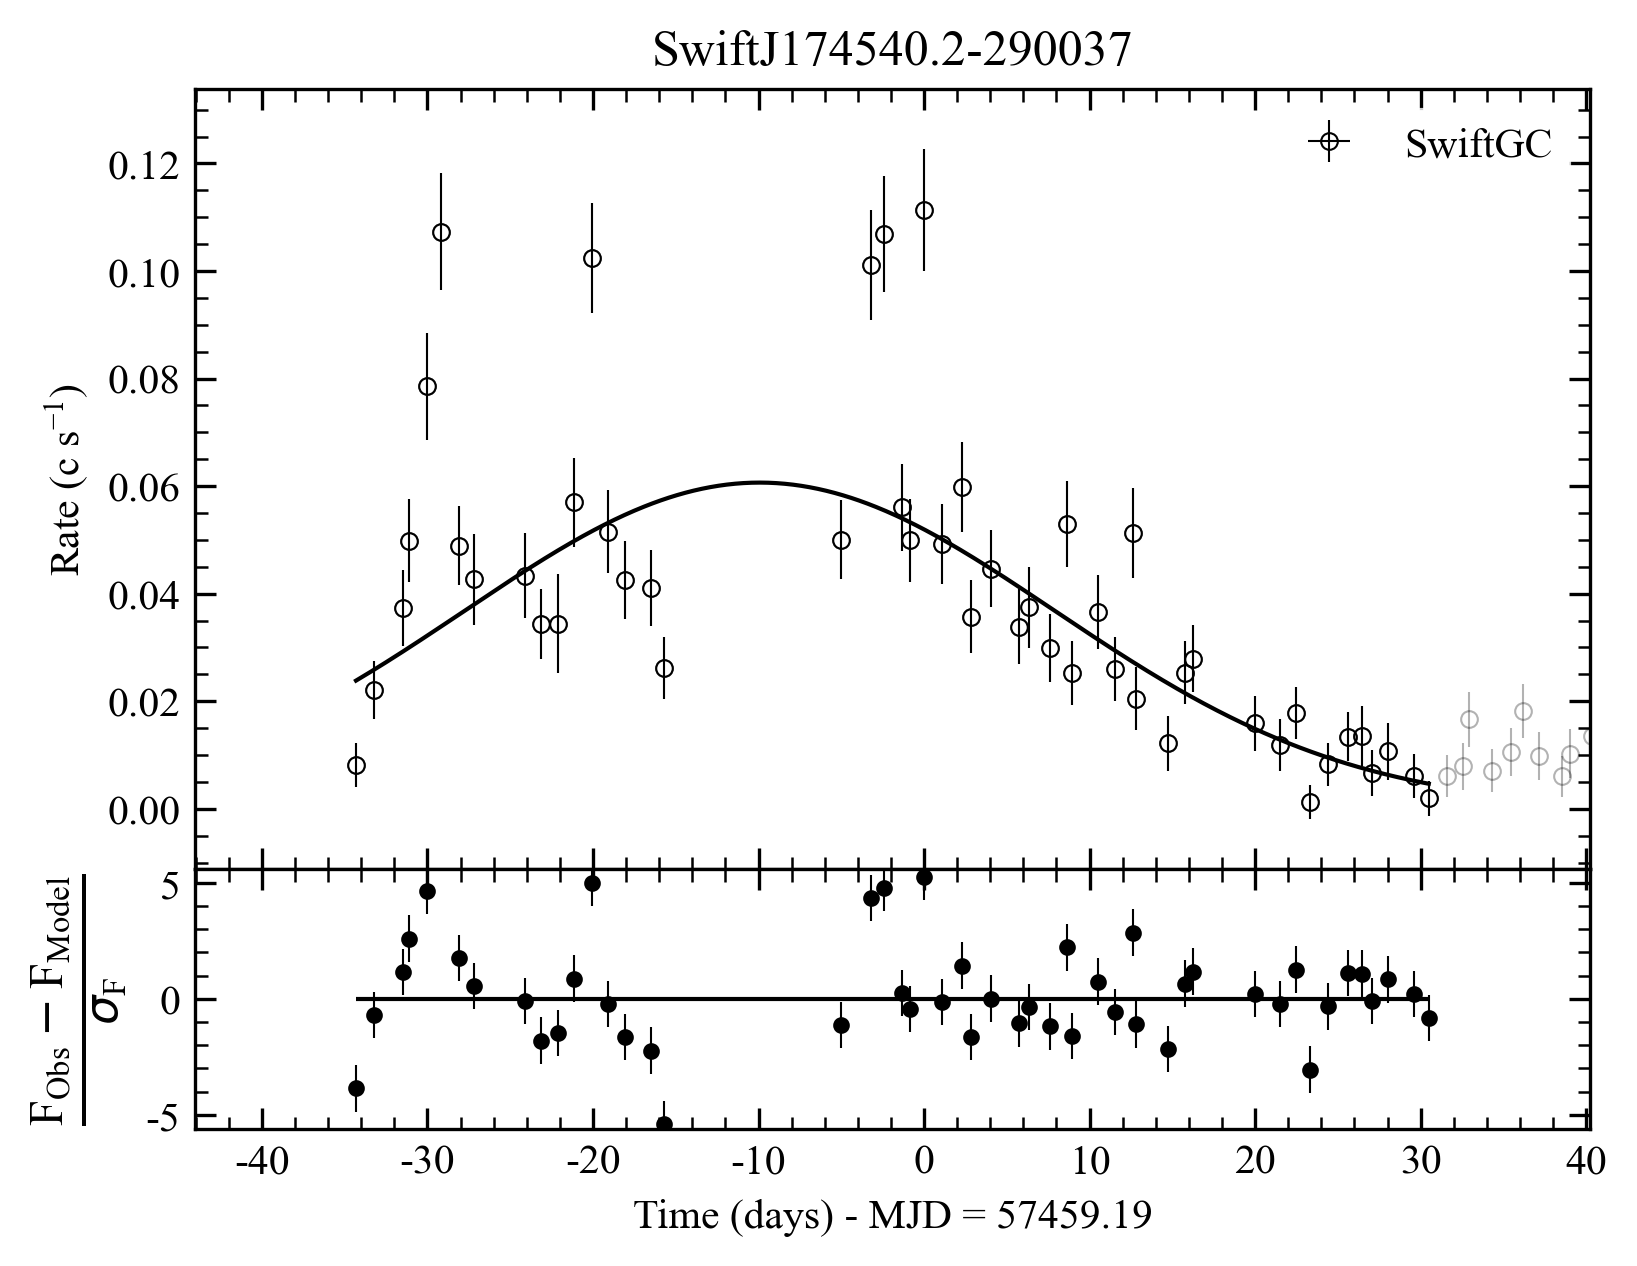 SwiftJ174540.2-290037
SwiftGC
0.12
0.10
0.08
0.06
0.04
0.02
0.00
Rate (c s⁻¹)
5
0
-5
F_Obs − F_Model
σ_F
-40 -30 -20 -10 0 10 20 30 40
Time (days) - MJD = 57459.19